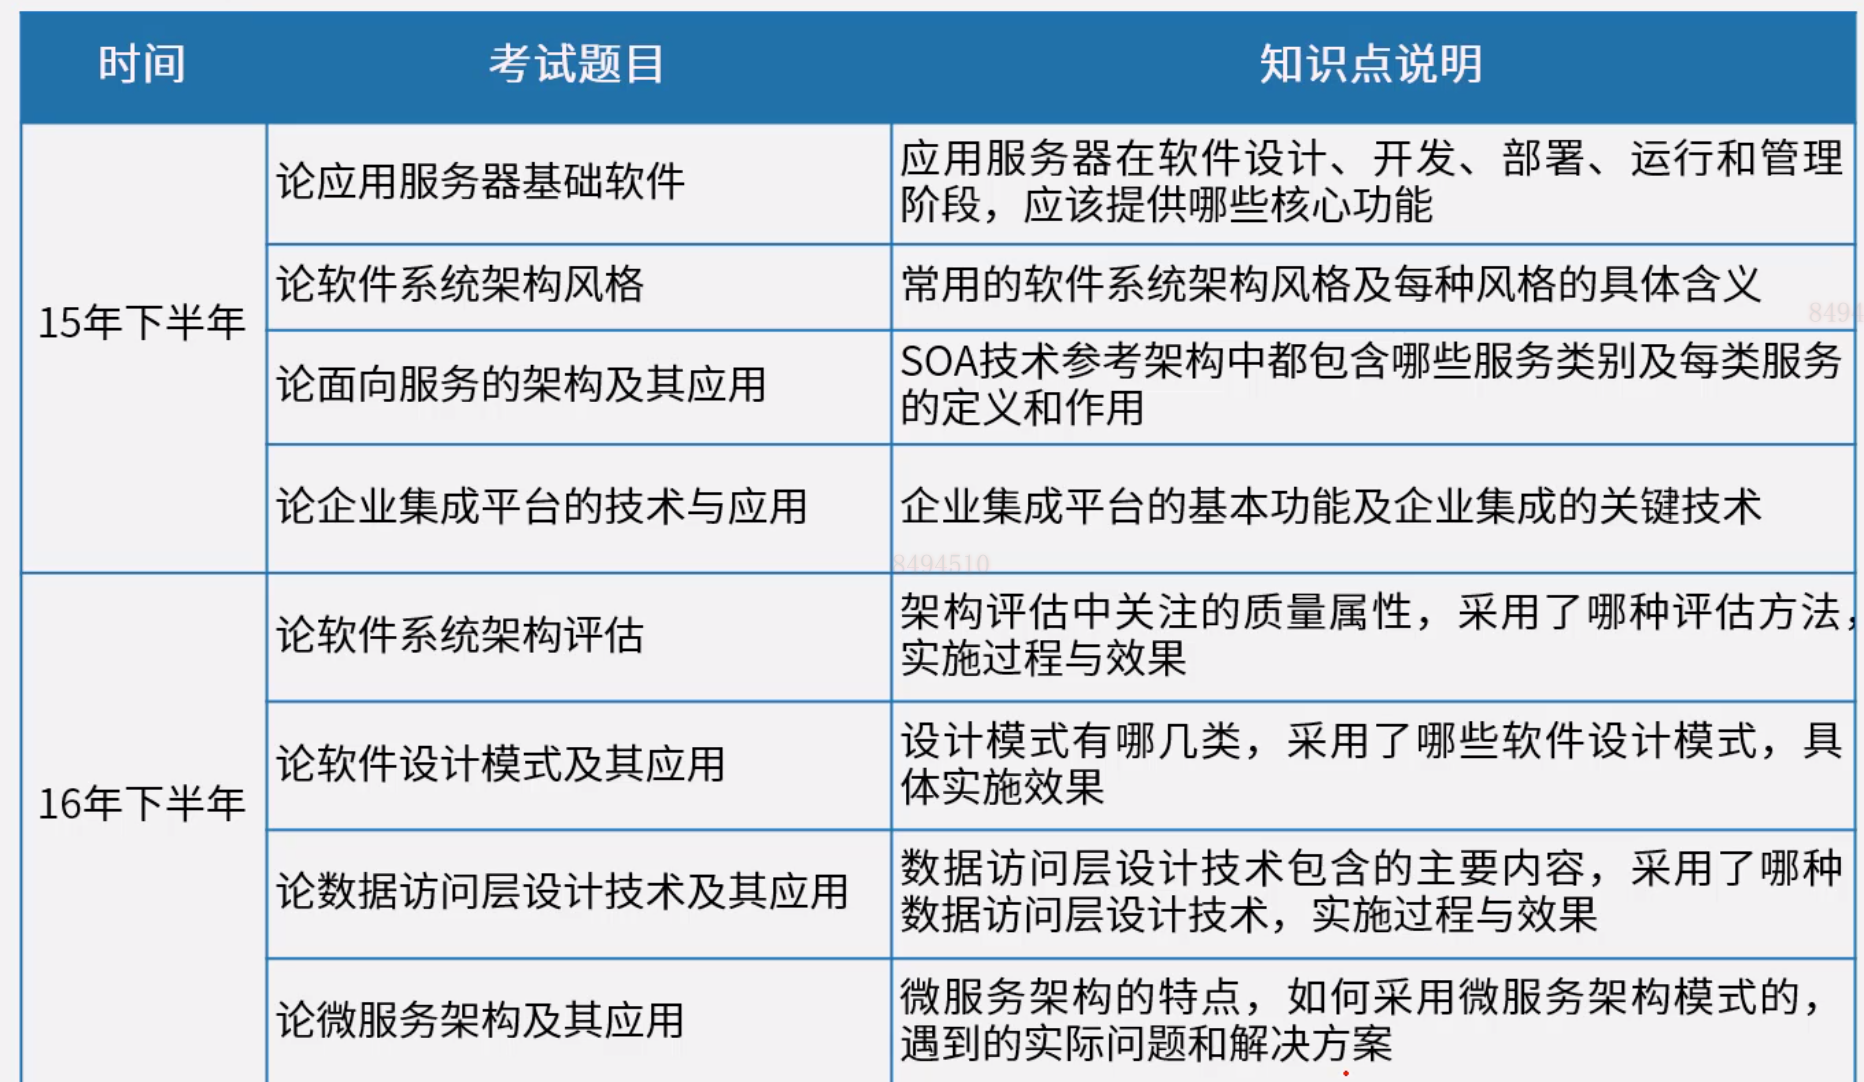 时间 考试题目 知识点说明
15年下半年
论应用服务器基础软件
应用服务器在软件设计、开发、部署、运行和管理
阶段，应该提供哪些核心功能
论软件系统架构风格
常用的软件系统架构风格及每种风格的具体含义
8494
论面向服务的架构及其应用
SOA技术参考架构中都包含哪些服务类别及每类服务
的定义和作用
论企业集成平台的技术与应用
企业集成平台的基本功能及企业集成的关键技术
8494510
16年下半年
论软件系统架构评估
架构评估中关注的质量属性，采用了哪种评估方法，
实施过程与效果
论软件设计模式及其应用
设计模式有哪几类，采用了哪些软件设计模式，具
体实施效果
论数据访问层设计技术及其应用
数据访问层设计技术包含的主要内容，采用了哪种
数据访问层设计技术，实施过程与效果
论微服务架构及其应用
微服务架构的特点，如何采用微服务架构模式的，
遇到的实际问题和解决方案